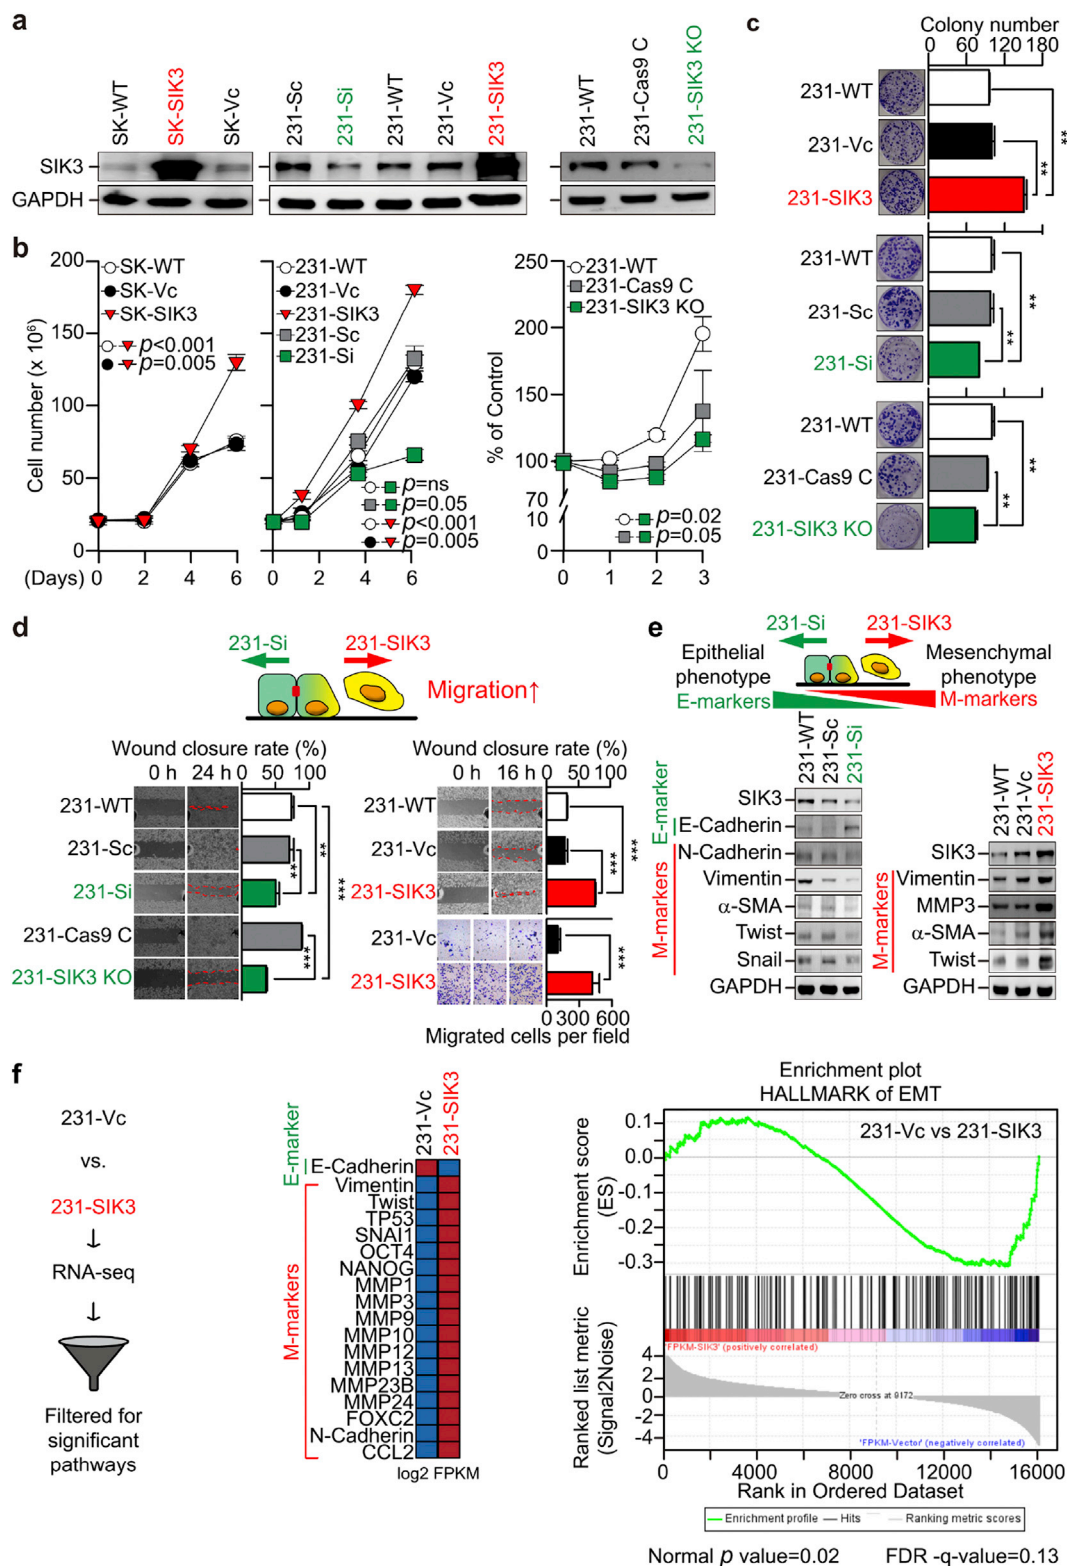 a
SK-WT
SK-SIK3
SK-Vc
231-Sc
231-Si
231-WT
231-Vc
231-SIK3
231-WT
231-Cas9 C
231-SIK3 KO
SIK3
GAPDH
b
Cell number (x 10⁶)
200
150
100
50
0
SK-WT
SK-Vc
SK-SIK3
p<0.001
p=0.005
(Days) 0 2 4 6
231-WT
231-Vc
231-SIK3
231-Sc
231-Si
p=ns
p=0.05
p<0.001
p=0.005
0 2 4 6
% of Control
250
200
150
100
70
10
0
231-WT
231-Cas9 C
231-SIK3 KO
p=0.02
p=0.05
0 1 2 3
c
Colony number
0 60 120 180
231-WT
231-Vc
231-SIK3
**
**
231-WT
231-Sc
231-Si
**
**
231-WT
231-Cas9 C
231-SIK3 KO
**
**
d
231-Si
231-SIK3
Migration↑
Wound closure rate (%)
0 h 24 h 0 50 100
231-WT
231-Sc
231-Si
231-Cas9 C
231-SIK3 KO
***
**
***
***
Wound closure rate (%)
0 h 16 h 0 50 100
231-WT
231-Vc
231-SIK3
***
***
231-Vc
231-SIK3
***
0 300 600
Migrated cells per field
e
231-Si
231-SIK3
Epithelial phenotype
Mesenchymal phenotype
E-markers
M-markers
231-WT
231-Sc
231-Si
E-marker
M-markers
SIK3
E-Cadherin
N-Cadherin
Vimentin
α-SMA
Twist
Snail
GAPDH
231-WT
231-Vc
231-SIK3
M-markers
SIK3
Vimentin
MMP3
α-SMA
Twist
GAPDH
f
231-Vc
vs.
231-SIK3
↓
RNA-seq
↓
Filtered for
significant
pathways
231-Vc
231-SIK3
E-marker
M-markers
E-Cadherin
Vimentin
Twist
TP53
SNAI1
OCT4
NANOG
MMP1
MMP3
MMP9
MMP10
MMP12
MMP13
MMP23B
MMP24
FOXC2
N-Cadherin
CCL2
log2 FPKM
Enrichment plot
HALLMARK of EMT
231-Vc vs 231-SIK3
Enrichment score
(ES)
0.1
0.0
-0.1
-0.2
-0.3
'FPKM-SIK3' (positively correlated)
Ranked list metric
(Signal2Noise)
4
2
0
-2
-4
Zero cross at 9172
'FPKM-Vector' (negatively correlated)
0 4000 8000 12000 16000
Rank in Ordered Dataset
Enrichment profile Hits Ranking metric scores
Normal p value=0.02 FDR -q-value=0.13